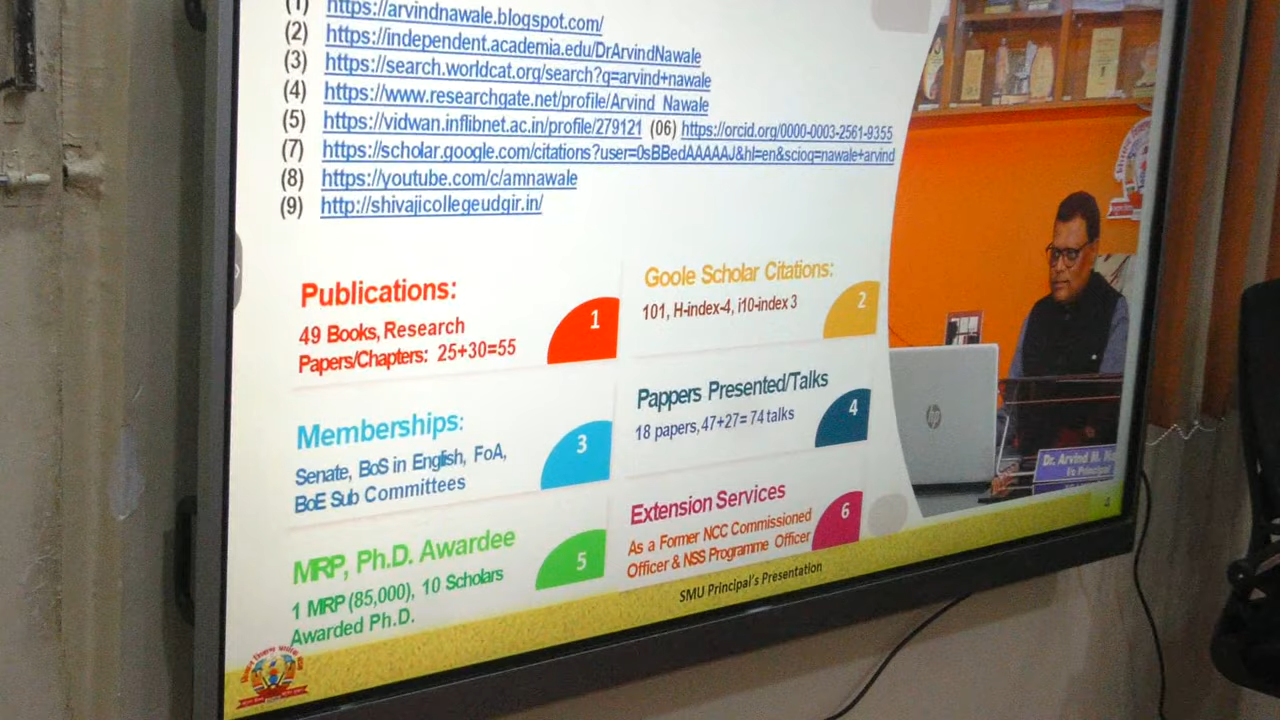 (1) https://arvindnawale.blogspot.com/
(2) https://independent.academia.edu/DrArvindNawale
(3) https://search.worldcat.org/search?q=arvind+nawale
(4) https://www.researchgate.net/profile/Arvind_Nawale
(5) https://vidwan.inflibnet.ac.in/profile/279121 (06) https://orcid.org/0000-0003-2561-9355
(7) https://scholar.google.com/citations?user=0sBBedAAAAAJ&hl=en&scioq=nawale+arvind
(8) https://youtube.com/c/amnawale
(9) http://shivajicollegeudgir.in/
Publications:
49 Books, Research
Papers/Chapters: 25+30=55
1
Goole Scholar Citations:
101, H-index-4, i10-index 3
2
Memberships:
Senate, BoS in English, FoA,
BoE Sub Committees
3
Pappers Presented/Talks
18 papers, 47+27= 74 talks
4
MRP, Ph.D. Awardee
1 MRP (85,000), 10 Scholars
Awarded Ph.D.
5
Extension Services
As a Former NCC Commissioned
Officer & NSS Programme Officer
6
Dr. Arvind M.
I/c Principal
SMU Principal's Presentation
4
hp